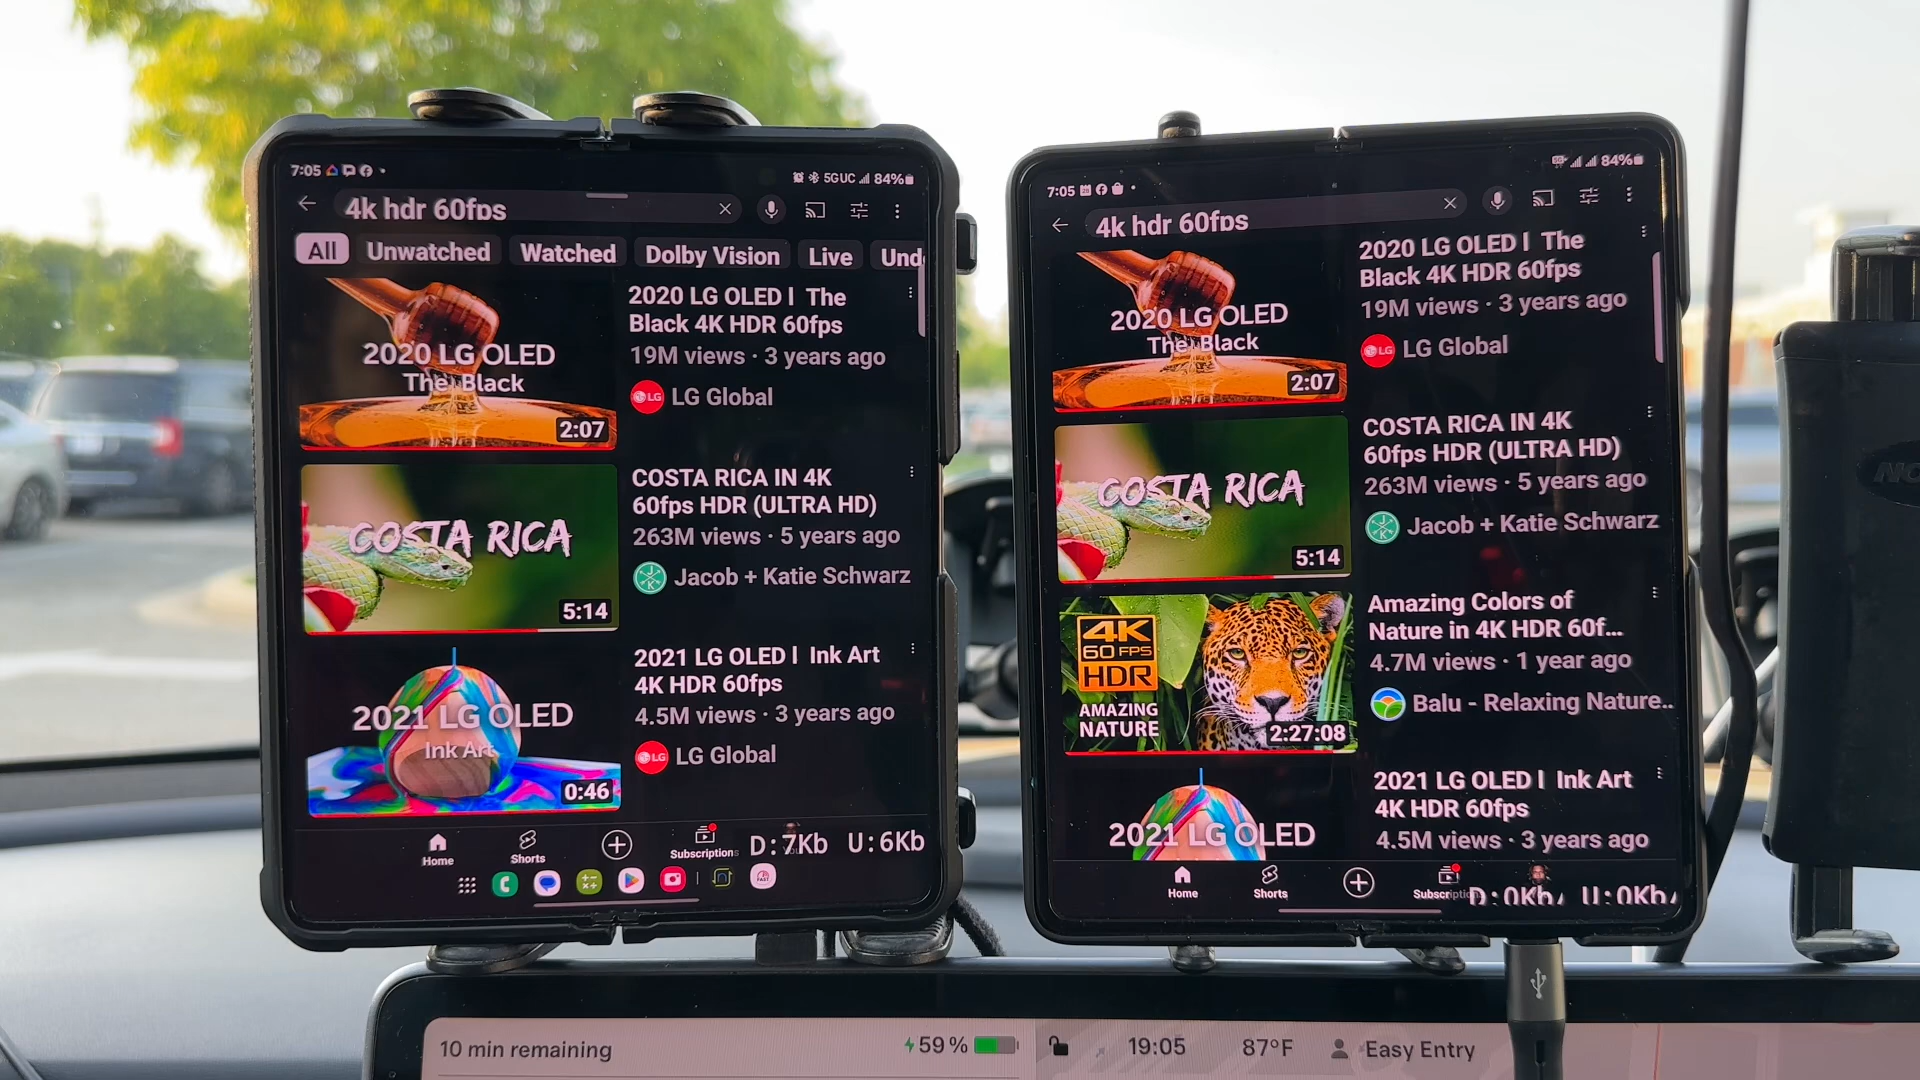 7:05
5GUC 84%
4k hdr 60fps
All Unwatched Watched Dolby Vision Live Und
2020 LG OLED
The Black
2:07
2020 LG OLED l The
Black 4K HDR 60fps
19M views · 3 years ago
LG LG Global
COSTA RICA
5:14
COSTA RICA IN 4K
60fps HDR (ULTRA HD)
263M views · 5 years ago
Jacob + Katie Schwarz
2021 LG OLED
Ink Art
0:46
2021 LG OLED l Ink Art
4K HDR 60fps
4.5M views · 3 years ago
LG LG Global
Home Shorts Subscriptions
D:7Kb U:6Kb
7:05
84%
4k hdr 60fps
2020 LG OLED
The Black
2:07
2020 LG OLED l The
Black 4K HDR 60fps
19M views · 3 years ago
LG LG Global
COSTA RICA
5:14
COSTA RICA IN 4K
60fps HDR (ULTRA HD)
263M views · 5 years ago
Jacob + Katie Schwarz
4K
60 FPS
HDR
AMAZING
NATURE
2:27:08
Amazing Colors of
Nature in 4K HDR 60f...
4.7M views · 1 year ago
Balu - Relaxing Nature..
2021 LG OLED
2021 LG OLED l Ink Art
4K HDR 60fps
4.5M views · 3 years ago
Home Shorts
D:0Kb/ U:0Kb/
10 min remaining
59%
19:05
87°F
Easy Entry